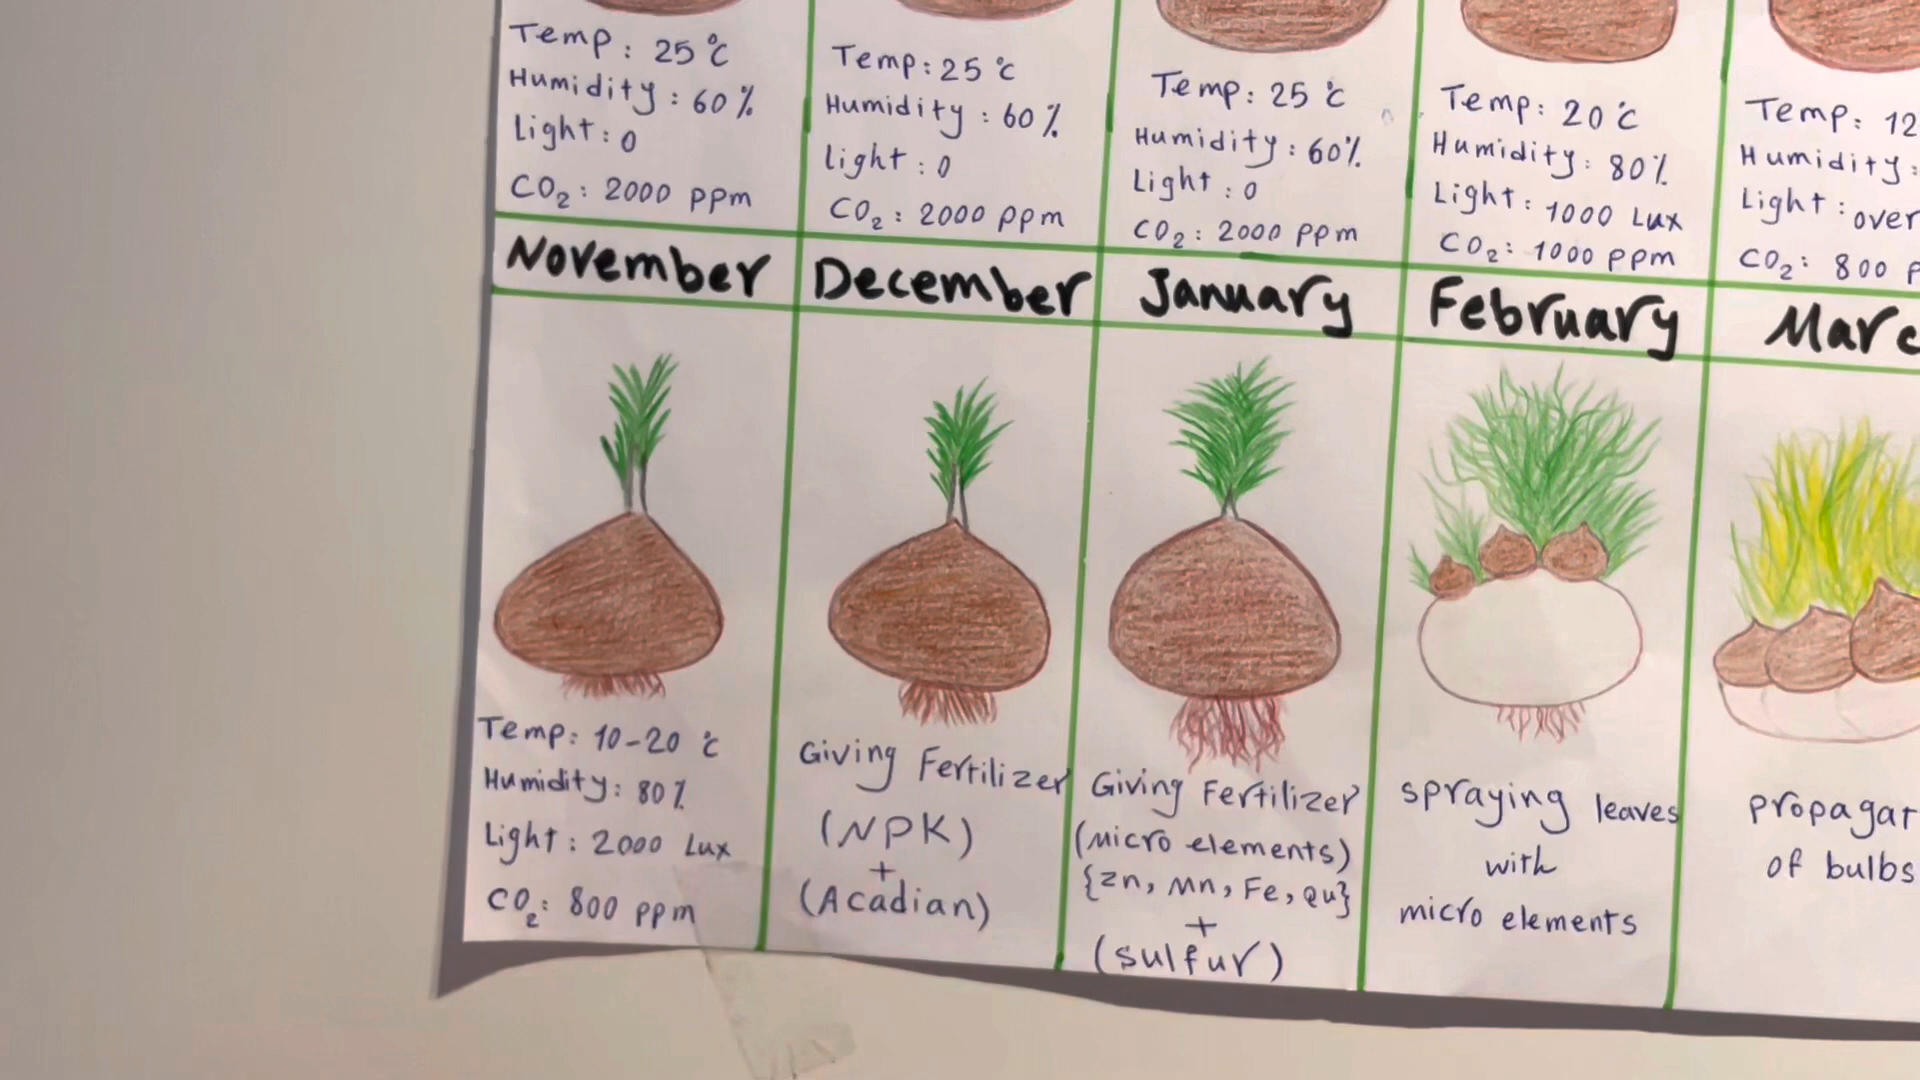 Temp: 25 °C
Humidity: 60%
Light: 0
CO₂: 2000 ppm
Temp: 25 °C
Humidity: 60%
light: 0
CO₂: 2000 ppm
Temp: 25 °C
Humidity: 60%
Light: 0
CO₂: 2000 ppm
Temp: 20 °C
Humidity: 80%
Light: 1000 Lux
CO₂: 1000 ppm
Temp: 12
Humidity:
Light: over
CO₂: 800 p
November
December
January
February
Marc
Temp: 10-20 °C
Humidity: 80%
Light: 2000 Lux
CO₂: 800 ppm
Giving Fertilizer
(NPK)
+
(Acadian)
Giving Fertilizer
(micro elements)
{Zn, Mn, Fe, Qu}
+
(sulfur)
spraying leaves
with
micro elements
propagat
of bulbs